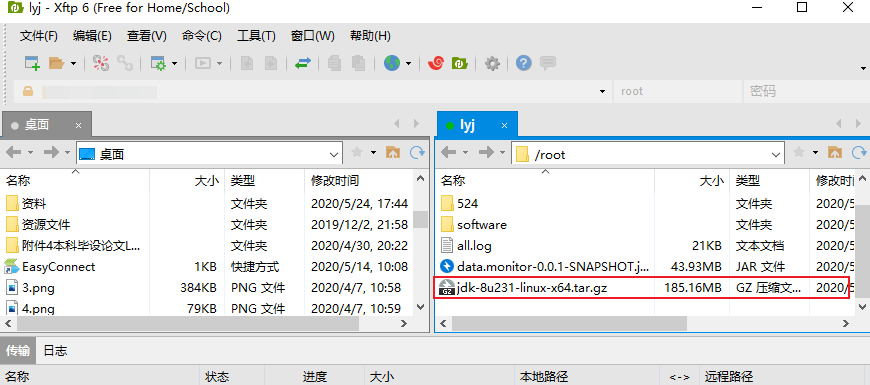 lyj - Xftp 6 (Free for Home/School)
文件(F) 编辑(E) 查看(V) 命令(C) 工具(T) 窗口(W) 帮助(H)
root 密码
桌面 × lyj ×
桌面 /root
名称 大小 类型 修改时间 名称 大小 类型 修改时间
资料 文件夹 2020/5/24, 17:44 524 文件夹 2020/5
资源文件 文件夹 2019/12/2, 21:58 software 文件夹 2020/5
附件4本科毕设论文L... 文件夹 2020/4/30, 20:22 all.log 21KB 文本文档 2020/5/
EasyConnect 1KB 快捷方式 2020/5/14, 10:08 data.monitor-0.0.1-SNAPSHOT.j... 43.93MB JAR 文件 2020/5/
3.png 384KB PNG 文件 2020/4/7, 10:58 jdk-8u231-linux-x64.tar.gz 185.16MB GZ 压缩文... 2020/5/
4.png 79KB PNG 文件 2020/4/7, 10:59
传输 日志
名称 状态 进度 大小 本地路径 <-> 远程路径